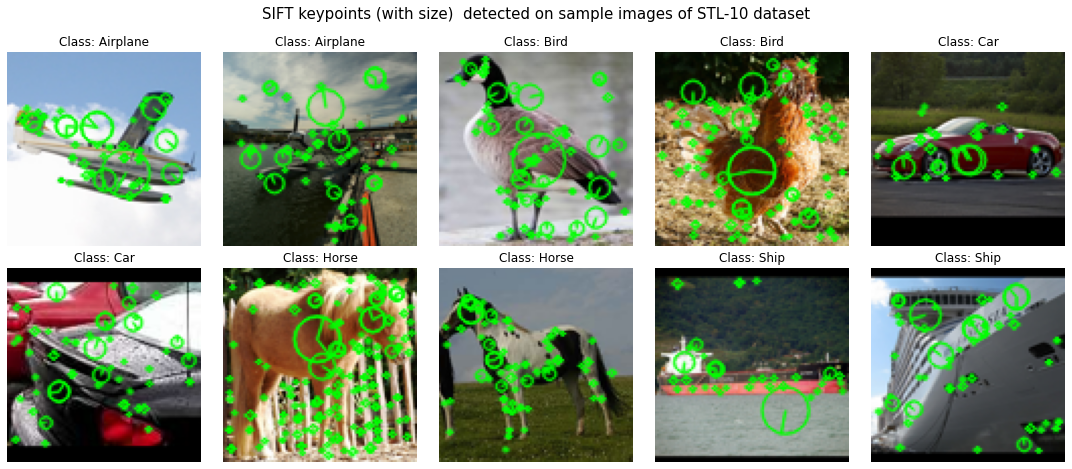 SIFT keypoints (with size)  detected on sample images of STL-10 dataset
Class: Airplane
Class: Airplane
Class: Bird
Class: Bird
Class: Car
Class: Car
Class: Horse
Class: Horse
Class: Ship
Class: Ship